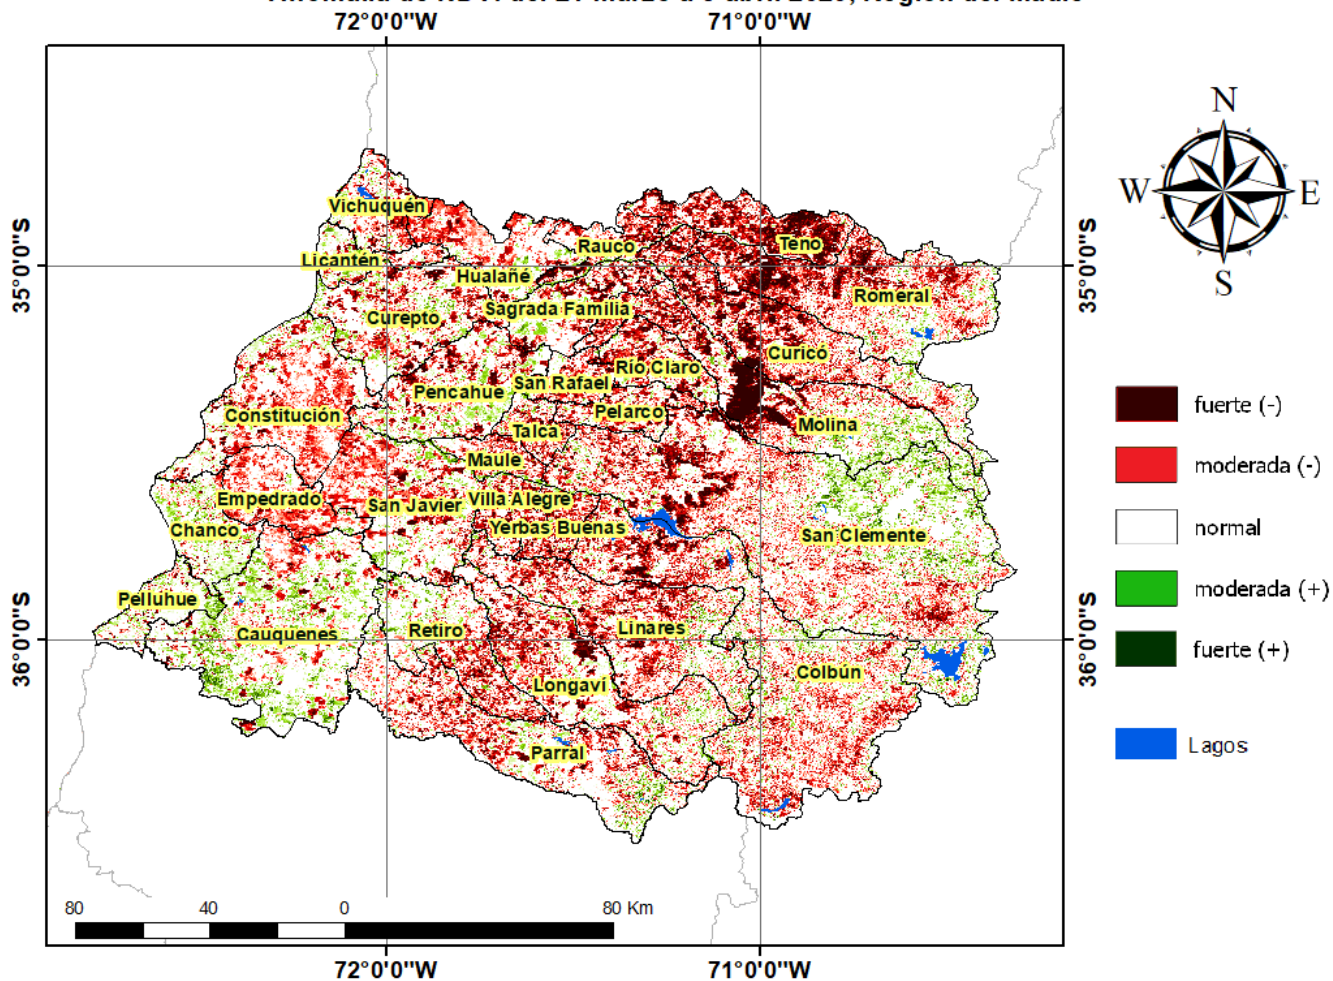 72°0'0"W
71°0'0"W
N
W
E
S
35°0'0"S
35°0'0"S
Vichuquén
Licantén
Rauco
Teno
Hualañé
Romeral
Sagrada Familia
Curepto
Curicó
Río Claro
San Rafael
Pencahue
Constitución
Pelarco
Molina
Talca
Maule
Empedrado
San Javier
Villa Alegre
Chanco
Yerbas Buenas
San Clemente
Pelluhue
Cauquenes
Retiro
Linares
Colbún
Longaví
Parral
36°0'0"S
36°0'0"S
fuerte (-)
moderada (-)
normal
moderada (+)
fuerte (+)
Lagos
80
40
0
80 Km
72°0'0"W
71°0'0"W